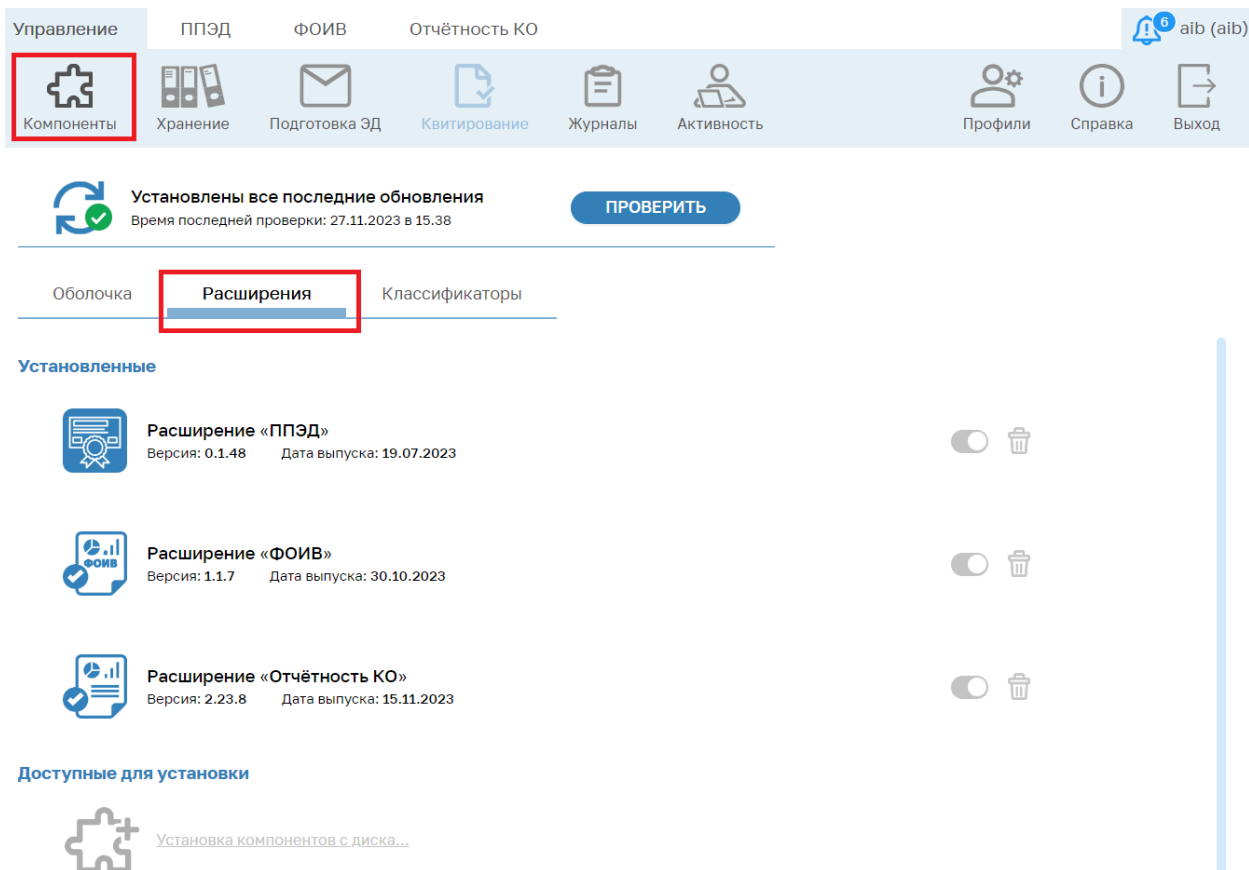 Управление ППЭД ФОИВ Отчётность КО 6 aib (aib)
Компоненты Хранение Подготовка ЭД Квитирование Журналы Активность Профили Справка Выход
Установлены все последние обновления
Время последней проверки: 27.11.2023 в 15.38
ПРОВЕРИТЬ
Оболочка Расширения Классификаторы
Установленные
Расширение «ППЭД»
Версия: 0.1.48 Дата выпуска: 19.07.2023
ФОИВ
Расширение «ФОИВ»
Версия: 1.1.7 Дата выпуска: 30.10.2023
Расширение «Отчётность КО»
Версия: 2.23.8 Дата выпуска: 15.11.2023
Доступные для установки
Установка компонентов с диска...